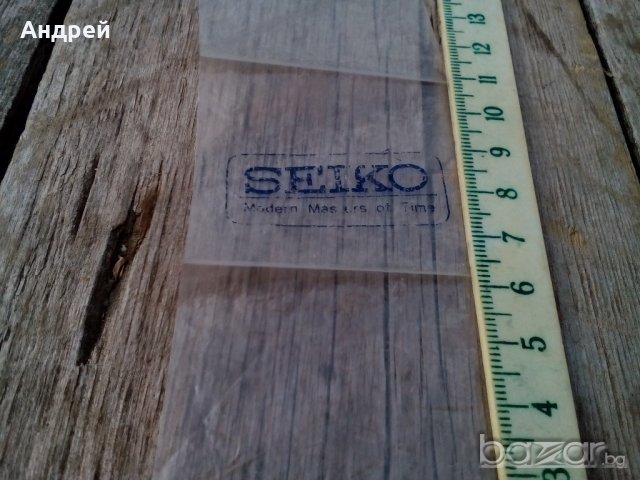 Андрей
SEIKO
Modern Masters of Time
13
12
11
10
9
8
7
6
5
4
3
bazar.bg